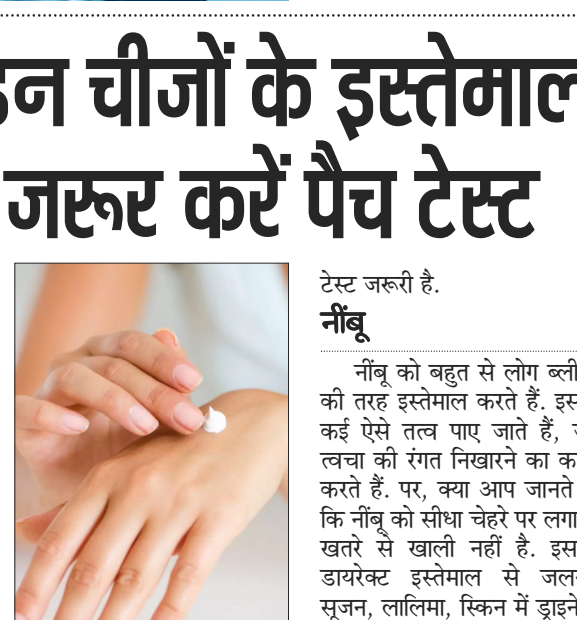 चीजों के इस्तेमाल
जरूर करें पैच टेस्ट
टेस्ट जरूरी है.
नींबू
नींबू को बहुत से लोग
की तरह इस्तेमाल करते हैं.
कई ऐसे तत्व पाए जाते हैं,
त्वचा की रंगत निखारने का
करते हैं. पर, क्या आप जानते
कि नींबू को सीधा चेहरे पर
खतरे से खाली नहीं है.
डायरेक्ट इस्तेमाल से
सूजन, लालिमा, स्किन में